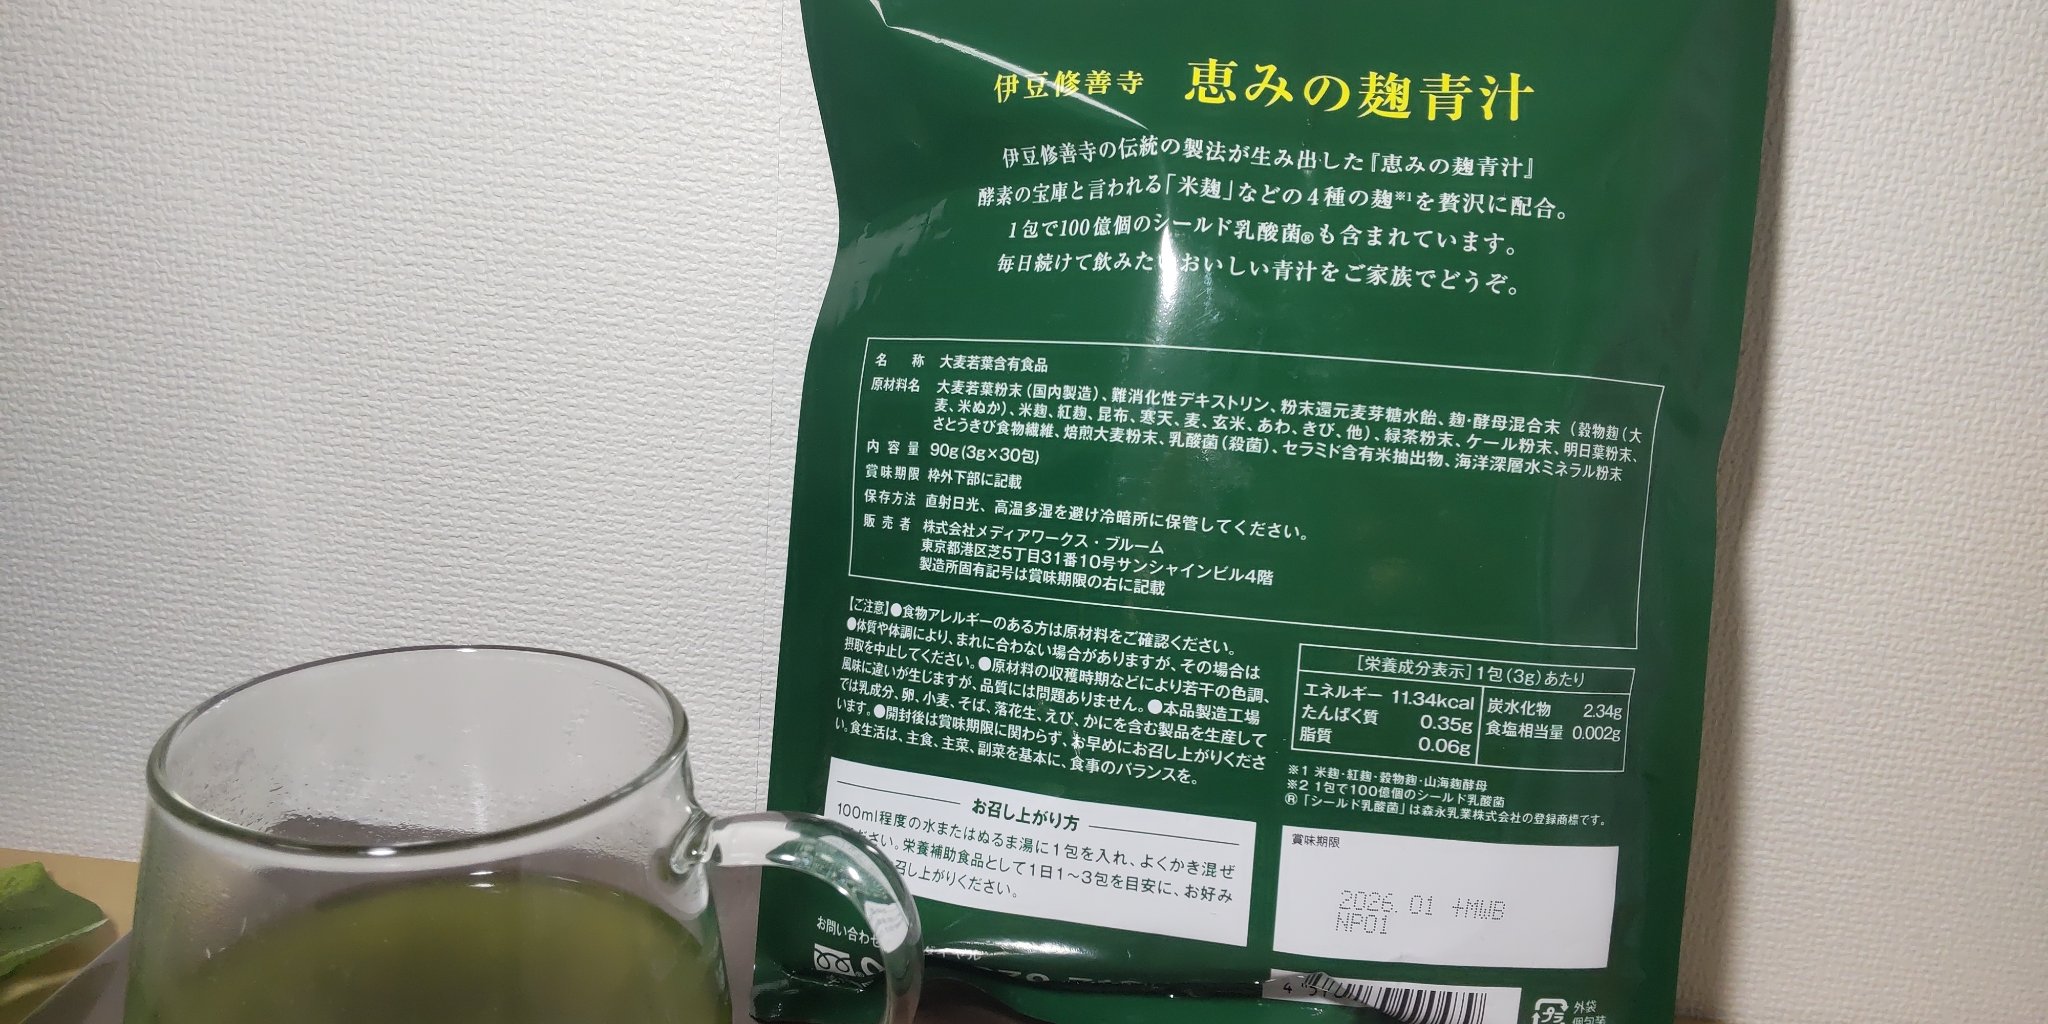 伊豆修善寺 恵みの麹青汁
伊豆修善寺の伝統の製法が生み出した『恵みの麹青汁』
酵素の宝庫と言われる「米麹」などの4種の麹※1を贅沢に配合。
1包で100億個のシールド乳酸菌®も含まれています。
毎日続けて飲みたいおいしい青汁をご家族でどうぞ。
名称 大麦若葉含有食品
原材料名 大麦若葉粉末(国内製造)、難消化性デキストリン、粉末還元麦芽糖水飴、麹・酵母混合末(穀物麹(大
麦、米ぬか)、米麹、紅麹、昆布、寒天、麦、玄米、あわ、きび、他)、緑茶粉末、ケール粉末、明日葉粉末、
さとうきび食物繊維、焙煎大麦粉末、乳酸菌(殺菌)、セラミド含有米抽出物、海洋深層水ミネラル粉末
内容量 90g(3g×30包)
賞味期限 枠外下部に記載
保存方法 直射日光、高温多湿を避け冷暗所に保管してください。
販売者 株式会社メディアワークス・ブルーム
東京都港区芝5丁目31番10号サンシャインビル4階
製造所固有記号は賞味期限の右に記載
【ご注意】●食物アレルギーのある方は原材料をご確認ください。
●体質や体調により、まれに合わない場合がありますが、その場合は
摂取を中止してください。●原材料の収穫時期などにより若干の色調、
風味に違いが生じますが、品質には問題ありません。●本品製造工場
では乳成分、卵、小麦、そば、落花生、えび、かにを含む製品を生産して
います。●開封後は賞味期限に関わらず、お早めにお召し上がりくださ
い。食生活は、主食、主菜、副菜を基本に、食事のバランスを。
[栄養成分表示]1包(3g)あたり
エネルギー 11.34kcal 炭水化物 2.34g
たんぱく質 0.35g 食塩相当量 0.002g
脂質 0.06g
※1 米麹・紅麹・穀物麹・山海麹酵母
※2 1包で100億個のシールド乳酸菌
®「シールド乳酸菌」は森永乳業株式会社の登録商標です。
お召し上がり方
100ml程度の水またはぬるま湯に1包を入れ、よくかき混ぜ
ださい。栄養補助食品として1日1〜3包を目安に、お好み
召し上がりください。
賞味期限
2026.01 +MWB
NP01
お問い合わせ
外袋
個包装
プラ